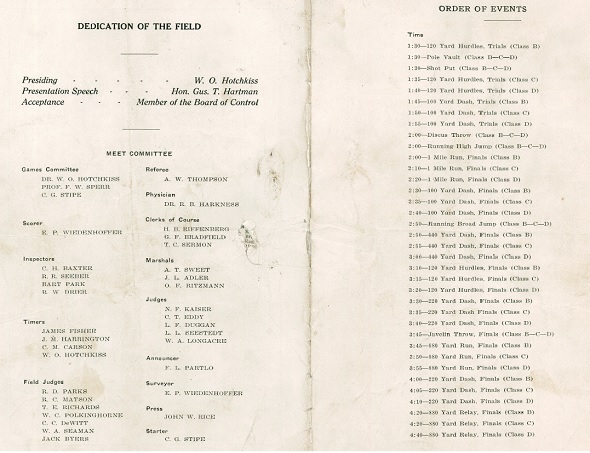 DEDICATION OF THE FIELD
Presiding - - - - - - W. O. Hotchkiss
Presentation Speech - - - Hon. Gus. T. Hartman
Acceptance - - Member of the Board of Control
MEET COMMITTEE
Games Committee
DR. W. O. HOTCHKISS
PROF. F. W. SPERR
C. G. STIPE
Scorer
E. P. WIEDENHOFFER
Inspectors
C. H. BAXTER
R. R. SEEBER
BART PARK
R. W. DRIER
Timers
JAMES FISHER
J. M. HARRINGTON
C. M. CARSON
W. O. HOTCHKISS
Field Judges
R. D. PARKS
R. C. MATSON
T. E. RICHARDS
W. C. POLKINGHORNE
C. C. DeWITT
W. A. SEAMAN
JACK BYERS
Referee
A. W. THOMPSON
Physician
DR. R. B. HARKNESS
Clerks of Course
H. B. RIFFENBERG
G. F. BRADFIELD
T. C. SERMON
Marshals
A. T. SWEET
J. L. ADLER
O. F. RITZMANN
Judges
N. F. KAISER
C. T. EDDY
L. F. DUGGAN
L. L. SEESTEDT
W. A. LONGACRE
Announcer
F. L. PARTLO
Surveyor
E. P. WIEDENHOFFER
Press
JOHN W. RICE
Starter
C. G. STIPE
ORDER OF EVENTS
Time
1:30—120 Yard Hurdles, Trials (Class B)
1:30—Pole Vault (Class D—C—D)
1:30—Shot Put (Class B—C—D)
1:35—120 Yard Hurdles, Trials (Class C)
1:40—120 Yard Hurdles, Trials (Class D)
1:45—100 Yard Dash, Trials (Class B)
1:50—100 Yard Dash, Trials (Class C)
1:55—100 Yard Dash, Trials (Class D)
2:00—Discus Throw (Class B—C—D)
2:00—Running High Jump (Class B—C—D)
2:00—1 Mile Run, Finals (Class B)
2:10—1 Mile Run, Finals (Class C)
2:20—1 Mile Run, Finals (Class D)
2:30—100 Yard Dash, Finals (Class B)
2:35—100 Yard Dash, Finals (Class C)
2:40—100 Yard Dash, Finals (Class D)
2:50—Running Broad Jump (Class B—C—D)
2:50—440 Yard Dash, Finals (Class B)
2:55—440 Yard Dash, Finals (Class C)
3:00—440 Yard Dash, Finals (Class D)
3:10—120 Yard Hurdles, Finals (Class B)
3:15—120 Yard Hurdles, Finals (Class C)
3:20—120 Yard Hurdles, Finals (Class D)
3:30—220 Yard Dash, Finals (Class B)
3:35—220 Yard Dash Finals (Class C)
3:40—220 Yard Dash, Finals (Class D)
3:45—Javelin Throw, Finals (Class B—C—D)
3:45—880 Yard Run, Finals (Class B)
3:50—880 Yard Run, Finals (Class C)
3:55—880 Yard Run, Finals (Class D)
4:00—220 Yard Dash, Finals (Class B)
4:05—220 Yard Dash, Finals (Class C)
4:10—220 Yard Dash, Finals (Class D)
4:20—880 Yard Relay, Finals (Class B)
4:20—880 Yard Relay, Finals (Class C)
4:40—880 Yard Relay, Finals (Class D)